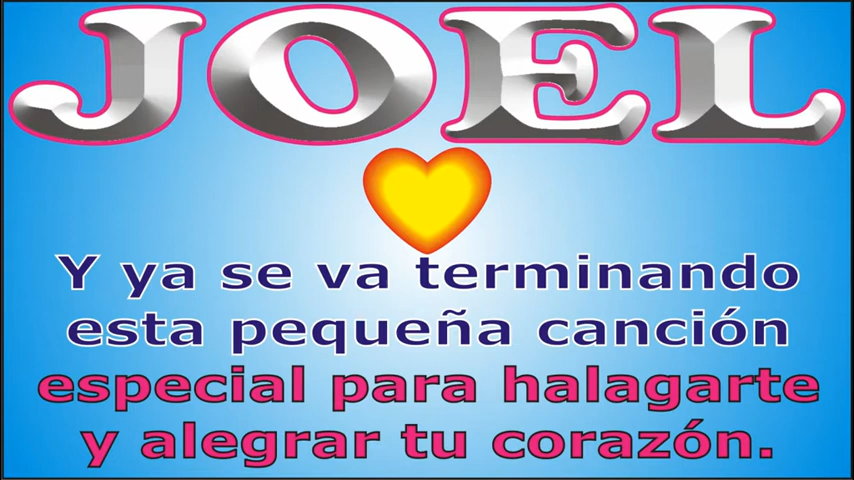 JOEL
Y ya se va terminando
esta pequeña canción
especial para halagarte
y alegrar tu corazón.